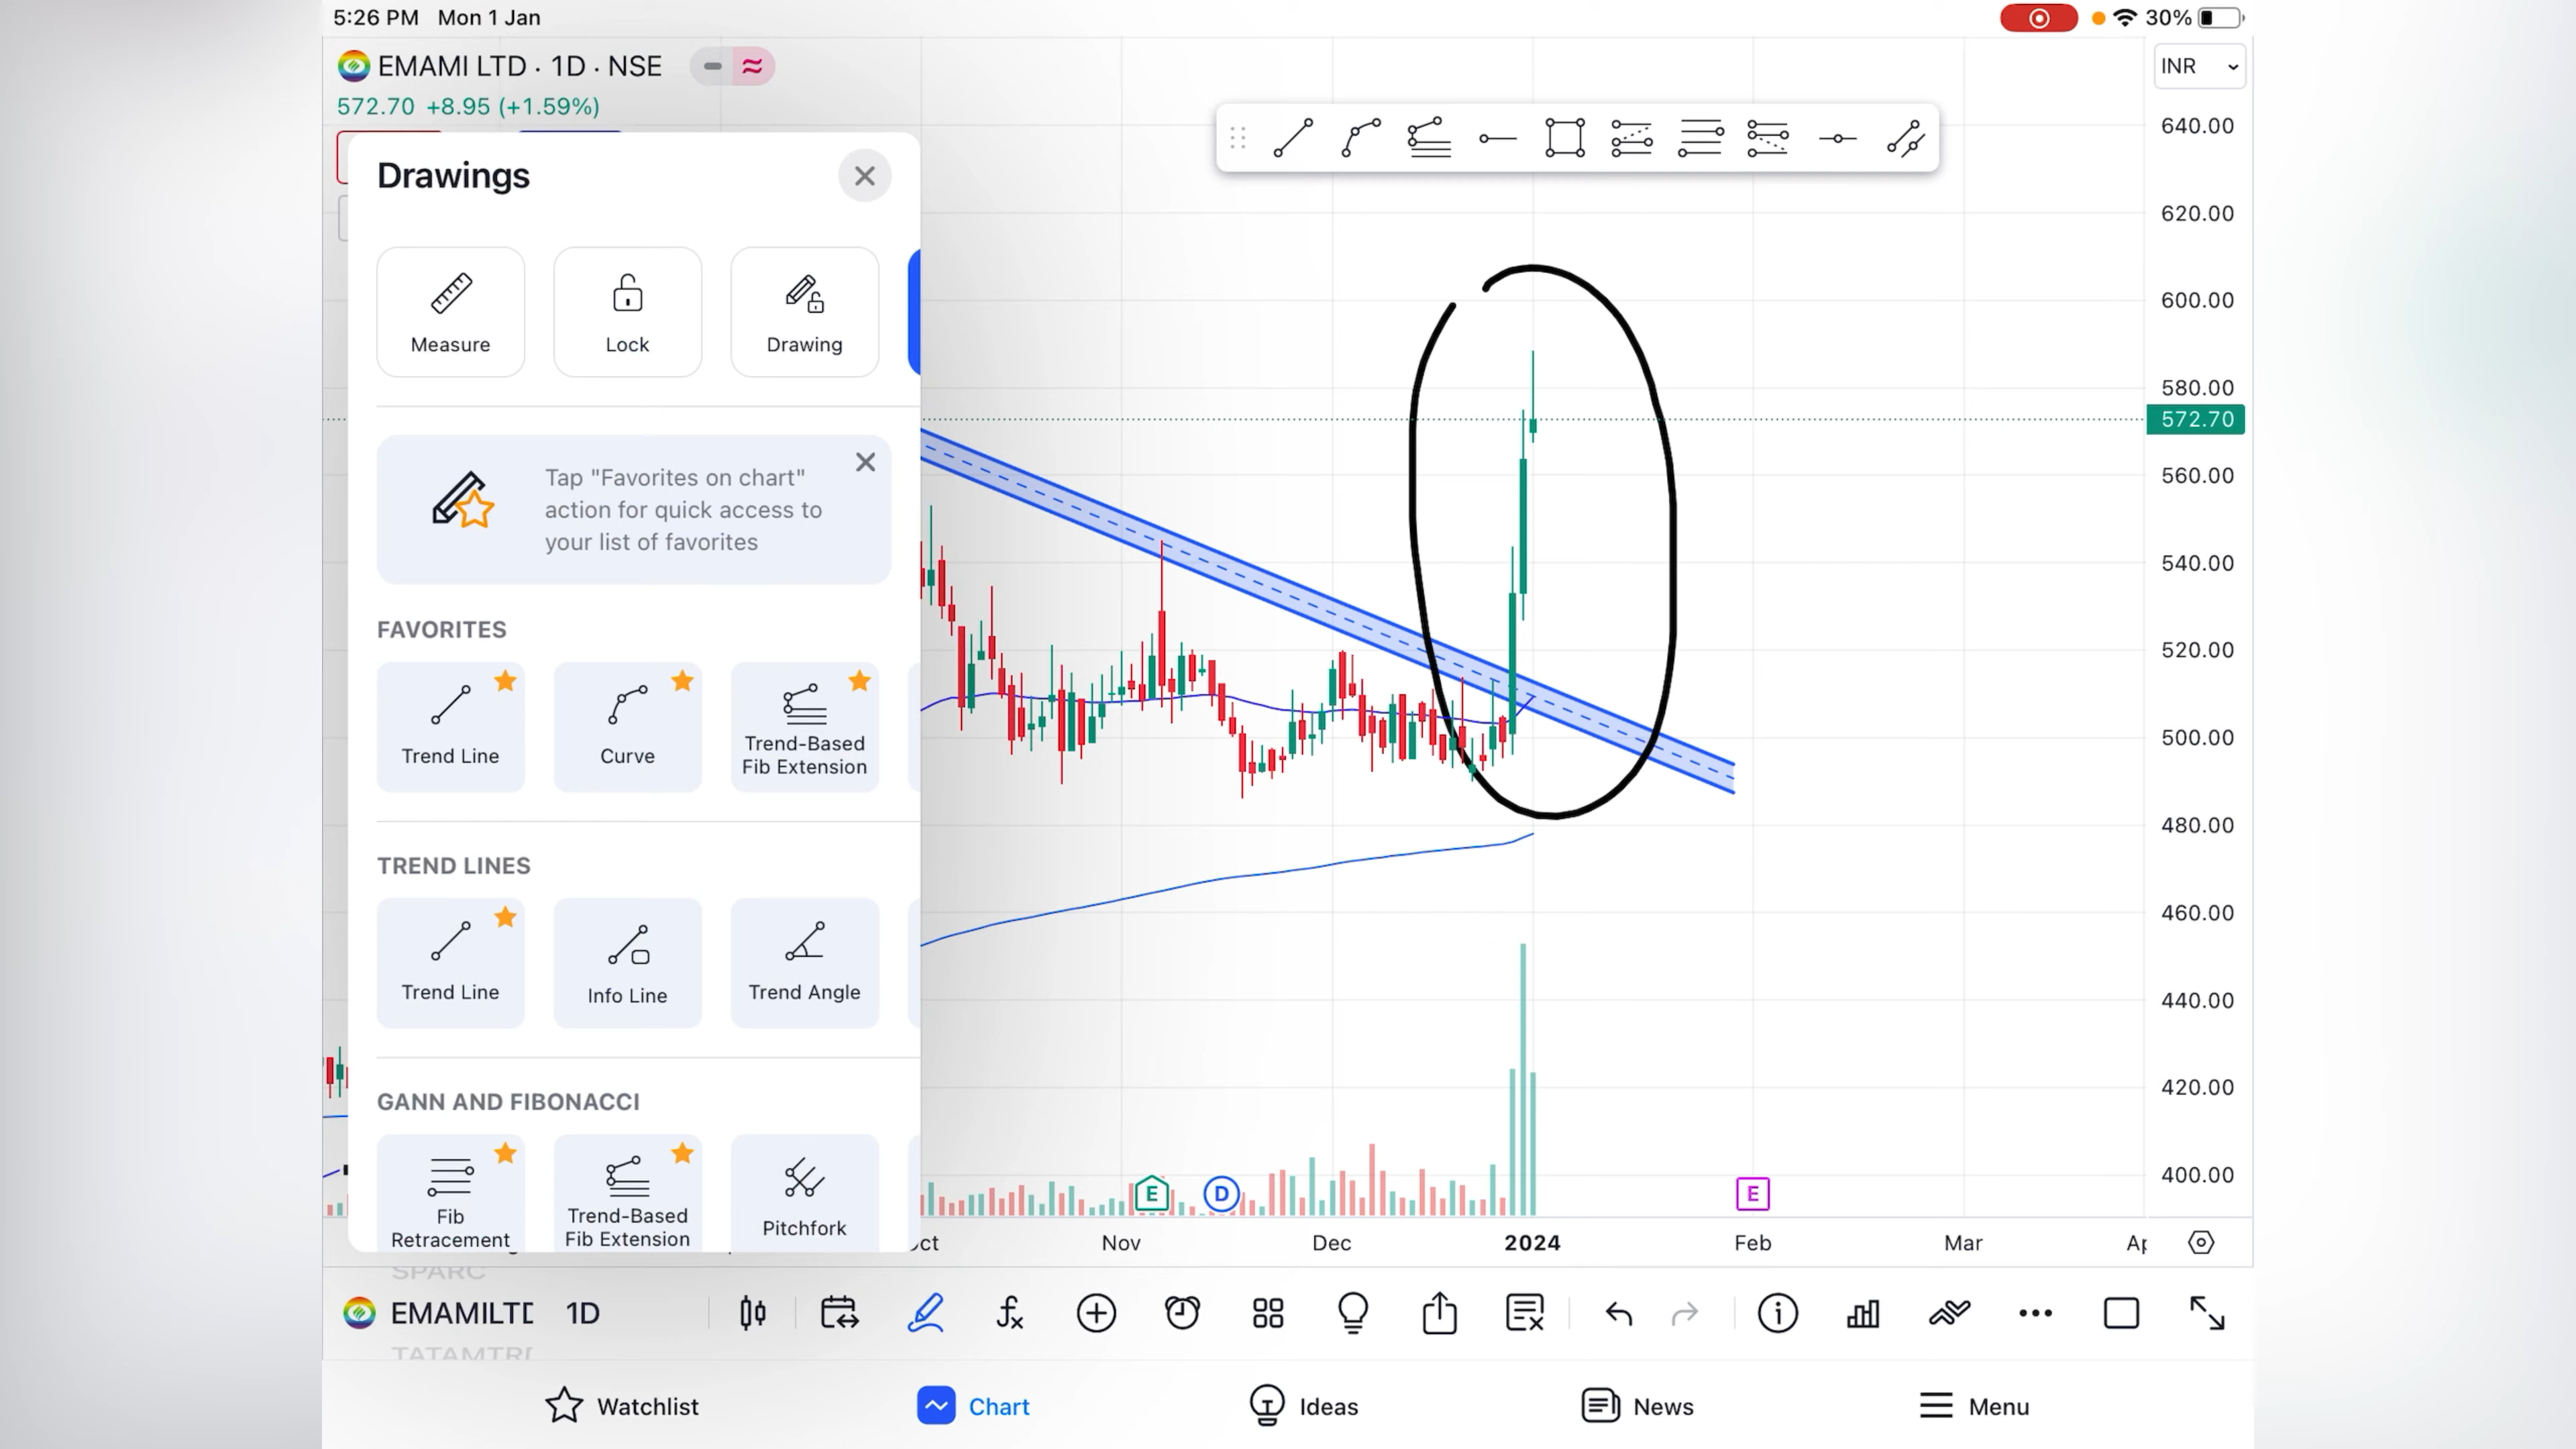 5:26 PM Mon 1 Jan
30%
EMAMI LTD · 1D · NSE
572.70 +8.95 (+1.59%)
INR
Drawings
Measure
Lock
Drawing
Tap "Favorites on chart"
action for quick access to
your list of favorites
FAVORITES
Trend Line
Curve
Trend-Based
Fib Extension
TREND LINES
Trend Line
Info Line
Trend Angle
GANN AND FIBONACCI
Fib
Retracement
Trend-Based
Fib Extension
Pitchfork
640.00
620.00
600.00
580.00
572.70
560.00
540.00
520.00
500.00
480.00
460.00
440.00
420.00
400.00
E
D
E
Nov
Dec
2024
Feb
Mar
SPARC
EMAMILTD 1D
Watchlist
Chart
Ideas
News
Menu